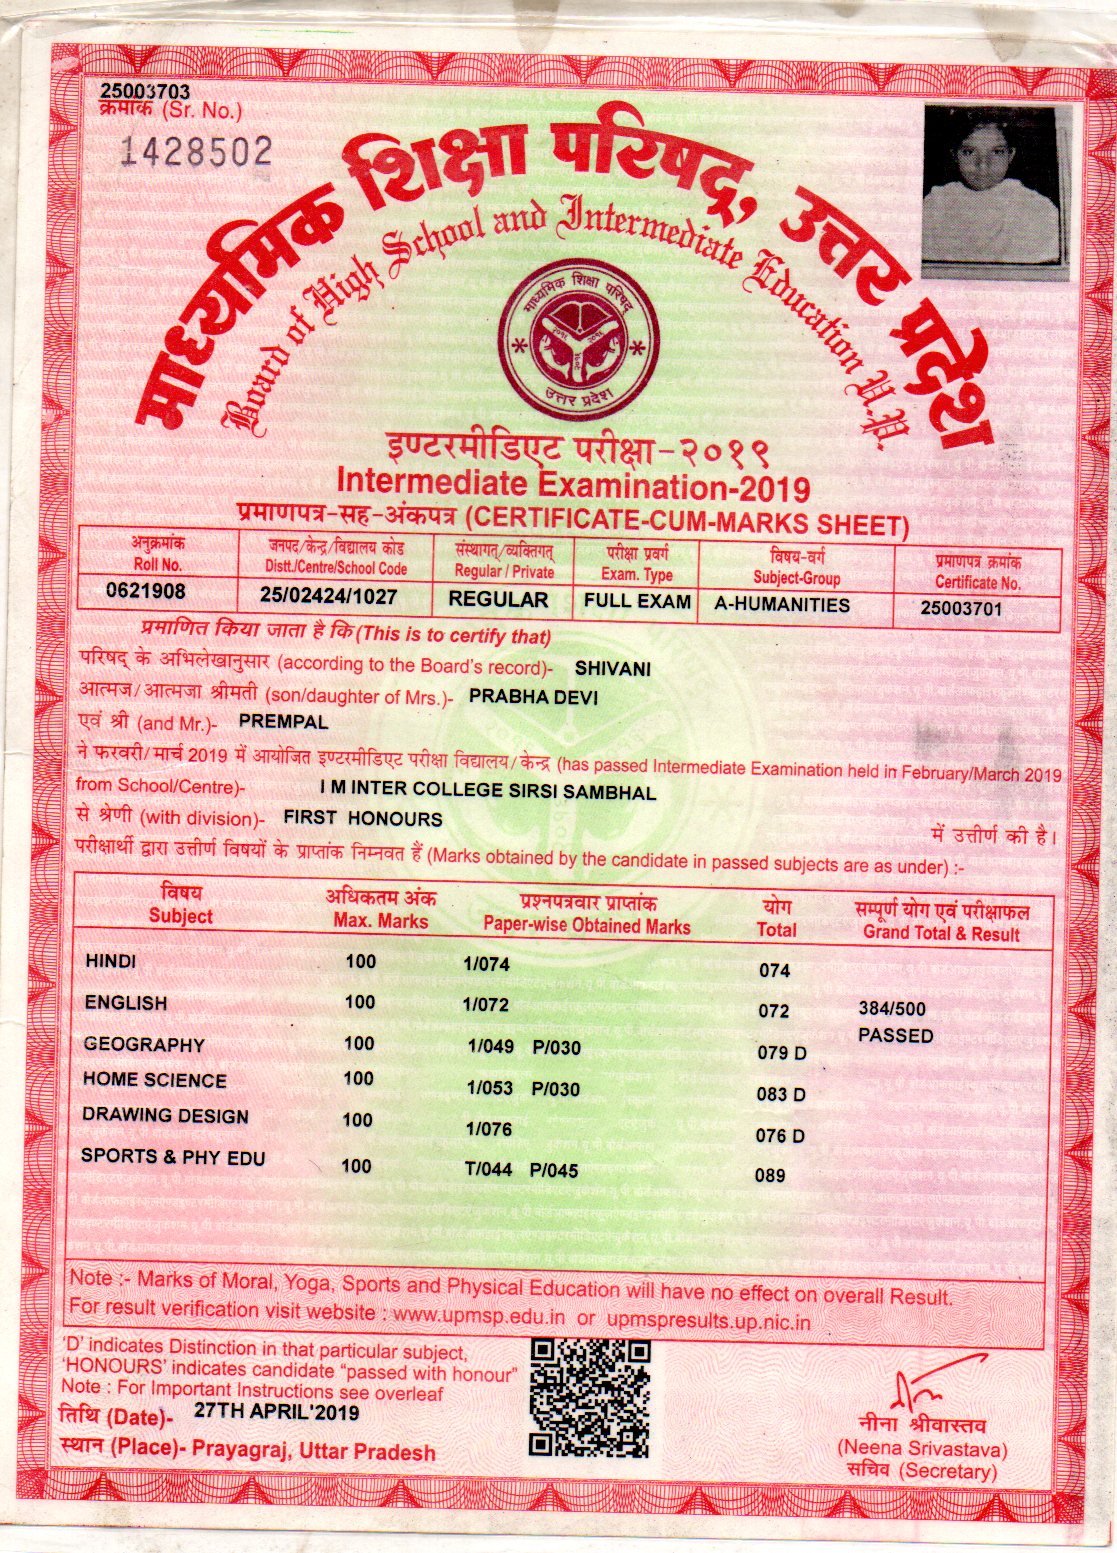 25003703
क्रमांक (Sr. No.)
1428502
माध्यमिक शिक्षा परिषद्, उत्तर प्रदेश
Board of High School and Intermediate Education U.P.
माध्यमिक शिक्षा परिषद्
उत्तर प्रदेश
इण्टरमीडिएट परीक्षा-२०१९
Intermediate Examination-2019
प्रमाणपत्र-सह-अंकपत्र (CERTIFICATE-CUM-MARKS SHEET)
अनुक्रमांक जनपद/केन्द्र/विद्यालय कोड संस्थागत्/व्यक्तिगत् परीक्षा प्रवर्ग विषय-वर्ग प्रमाणपत्र क्रमांक
Roll No. Distt./Centre/School Code Regular / Private Exam. Type Subject-Group Certificate No.
0621908 25/02424/1027 REGULAR FULL EXAM A-HUMANITIES 25003701
प्रमाणित किया जाता है कि (This is to certify that)
परिषद् के अभिलेखानुसार (according to the Board's record)- SHIVANI
आत्मज/आत्मजा श्रीमती (son/daughter of Mrs.)- PRABHA DEVI
एवं श्री (and Mr.)- PREMPAL
ने फरवरी/मार्च 2019 में आयोजित इण्टरमीडिएट परीक्षा विद्यालय/केन्द्र (has passed Intermediate Examination held in February/March 2019
from School/Centre)- I M INTER COLLEGE SIRSI SAMBHAL
से श्रेणी (with division)- FIRST HONOURS में उत्तीर्ण की है।
परीक्षार्थी द्वारा उत्तीर्ण विषयों के प्राप्तांक निम्नवत हैं (Marks obtained by the candidate in passed subjects are as under) :-
विषय अधिकतम अंक प्रश्नपत्रवार प्राप्तांक योग सम्पूर्ण योग एवं परीक्षाफल
Subject Max. Marks Paper-wise Obtained Marks Total Grand Total & Result
HINDI 100 1/074 074
ENGLISH 100 1/072 072 384/500
PASSED
GEOGRAPHY 100 1/049 P/030 079 D
HOME SCIENCE 100 1/053 P/030 083 D
DRAWING DESIGN 100 1/076 076 D
SPORTS & PHY EDU 100 T/044 P/045 089
Note :- Marks of Moral, Yoga, Sports and Physical Education will have no effect on overall Result.
For result verification visit website : www.upmsp.edu.in or upmspresults.up.nic.in
'D' indicates Distinction in that particular subject,
'HONOURS' indicates candidate "passed with honour"
Note : For Important Instructions see overleaf
तिथि (Date)- 27TH APRIL'2019
स्थान (Place)- Prayagraj, Uttar Pradesh
नीना श्रीवास्तव
(Neena Srivastava)
सचिव (Secretary)